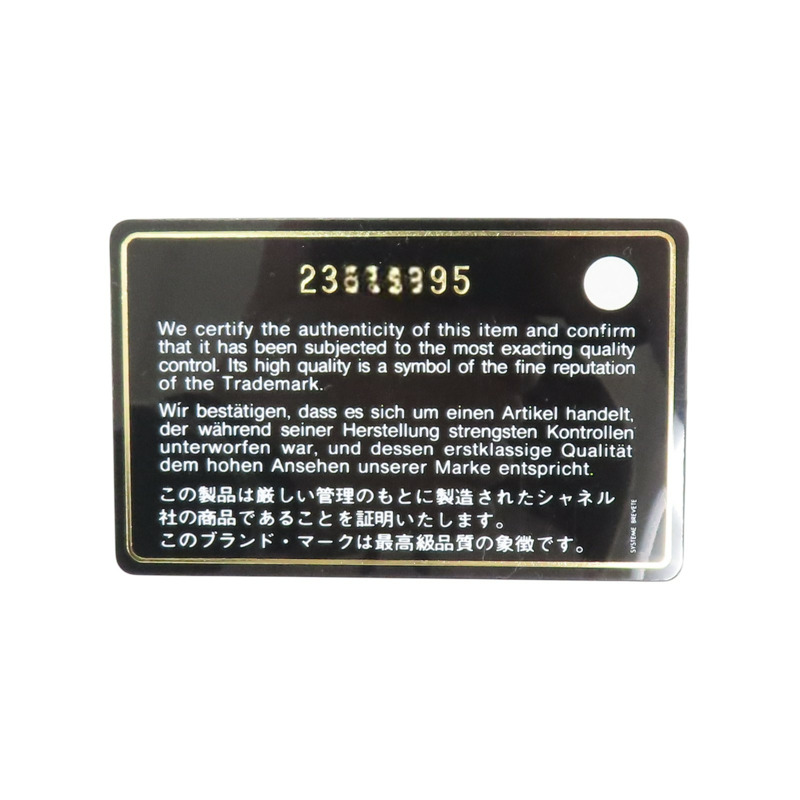 We certify the authenticity of this item and confirm
that it has been subjected to the most exacting quality
control. Its high quality is a symbol of the fine reputation
of the Trademark.
Wir bestätigen, dass es sich um einen Artikel handelt,
der während seiner Herstellung strengsten Kontrollen
unterworfen war, und dessen erstklassige Qualität
dem hohen Ansehen unserer Marke entspricht.
この製品は厳しい管理のもとに製造されたシャネル
社の商品であることを証明いたします。
このブランド・マークは最高級品質の象徴です。
SYSTEME BREVETE